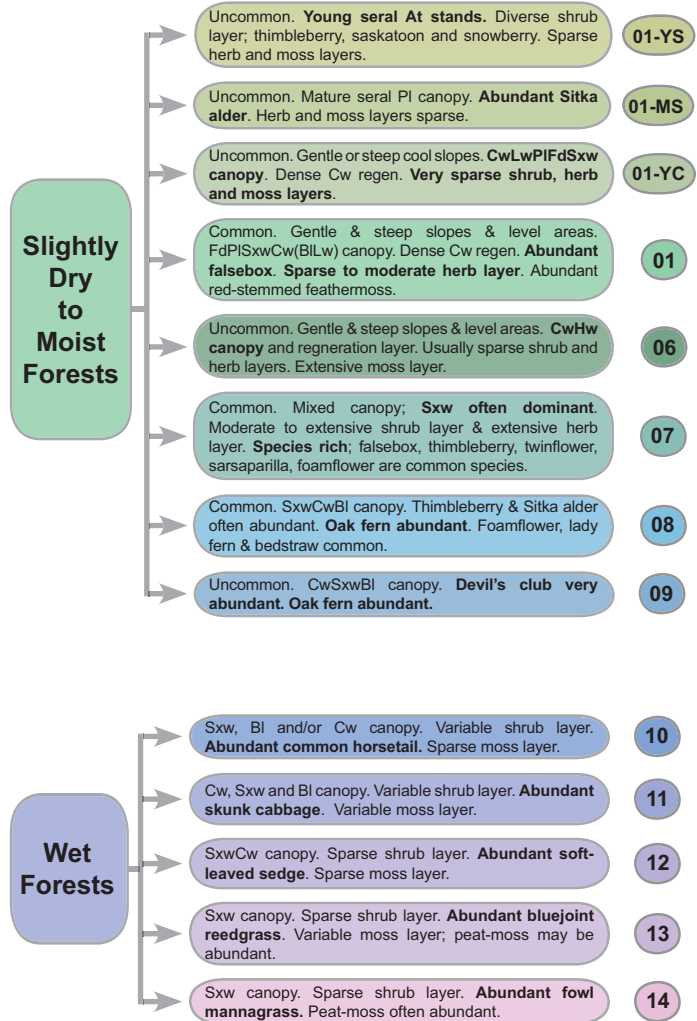 Uncommon. Young seral At stands. Diverse shrub
layer; thimbleberry, saskatoon and snowberry. Sparse
herb and moss layers.
01-YS
Uncommon. Mature seral Pl canopy. Abundant Sitka
alder. Herb and moss layers sparse.
01-MS
Uncommon. Gentle or steep cool slopes. CwLwPlFdSxw
canopy. Dense Cw regen. Very sparse shrub, herb
and moss layers.
01-YC
Slightly
Dry
to
Moist
Forests
Common. Gentle & steep slopes & level areas.
FdPlSxwCw(BlLw) canopy. Dense Cw regen. Abundant
falsebox. Sparse to moderate herb layer. Abundant
red-stemmed feathermoss.
01
Uncommon. Gentle & steep slopes & level areas. CwHw
canopy and regneration layer. Usually sparse shrub and
herb layers. Extensive moss layer.
06
Common. Mixed canopy; Sxw often dominant.
Moderate to extensive shrub layer & extensive herb
layer. Species rich; falsebox, thimbleberry, twinflower,
sarsaparilla, foamflower are common species.
07
Common. SxwCwBl canopy. Thimbleberry & Sitka alder
often abundant. Oak fern abundant. Foamflower, lady
fern & bedstraw common.
08
Uncommon. CwSxwBl canopy. Devil's club very
abundant. Oak fern abundant.
09
Wet
Forests
Sxw, Bl and/or Cw canopy. Variable shrub layer.
Abundant common horsetail. Sparse moss layer.
10
Cw, Sxw and Bl canopy. Variable shrub layer. Abundant
skunk cabbage. Variable moss layer.
11
SxwCw canopy. Sparse shrub layer. Abundant soft-
leaved sedge. Sparse moss layer.
12
Sxw canopy. Sparse shrub layer. Abundant bluejoint
reedgrass. Variable moss layer; peat-moss may be
abundant.
13
Sxw canopy. Sparse shrub layer. Abundant fowl
mannagrass. Peat-moss often abundant.
14